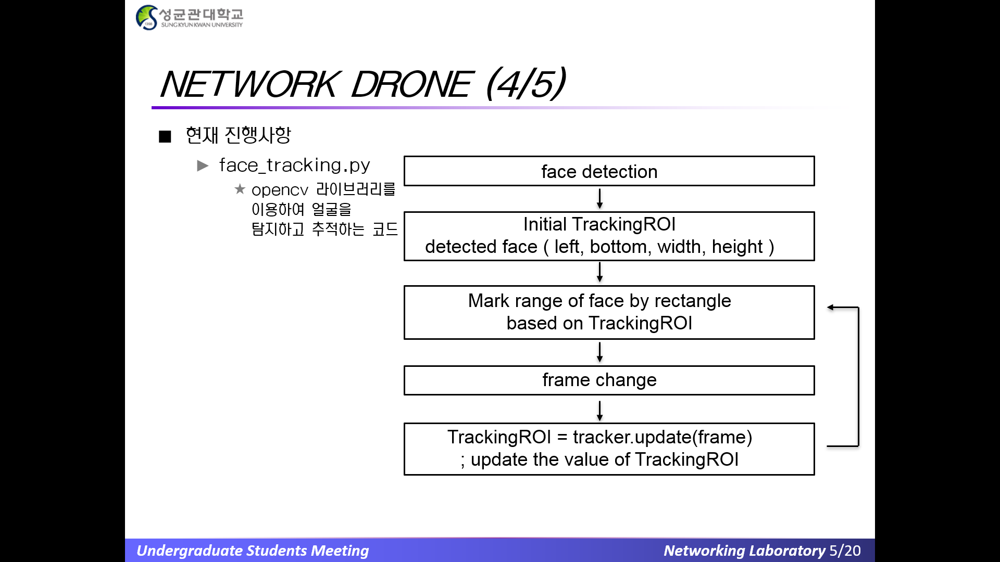 성균관대학교
SUNG KYUN KWAN UNIVERSITY
1398
NETWORK DRONE (4/5)
■ 현재 진행사항
► face_tracking.py
★ opencv 라이브러리를
이용하여 얼굴을
탐지하고 추적하는 코드
face detection
Initial TrackingROI
detected face ( left, bottom, width, height )
Mark range of face by rectangle
based on TrackingROI
frame change
TrackingROI = tracker.update(frame)
; update the value of TrackingROI
Undergraduate Students Meeting
Networking Laboratory 5/20